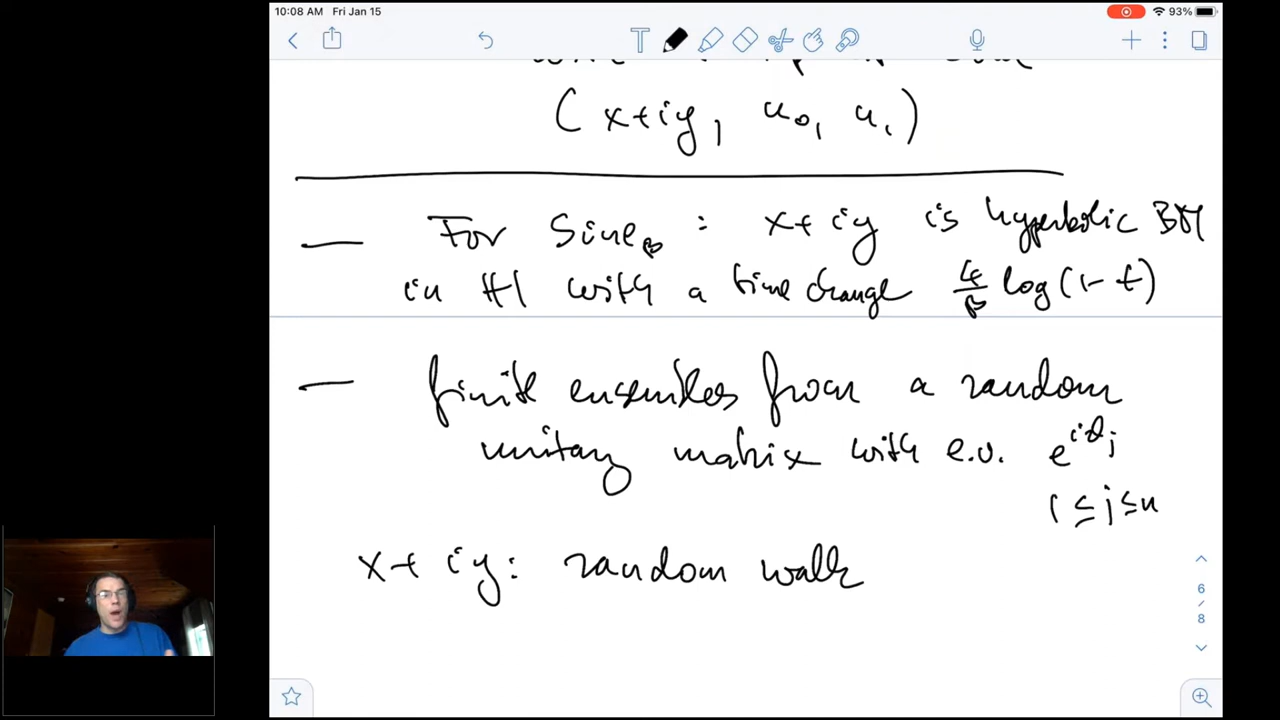 10:08 AM Fri Jan 15
93%
(x+iy, u₀, u₁)
— For Sine_β : x+iy is hyperbolic BM
in ℍ with a time change 4/β log(1-t)
— finite ensembles from a random
unitary matrix with e.v. e^{iθ_j}
1 ≤ j ≤ n
x+iy: random walk
6
/
8